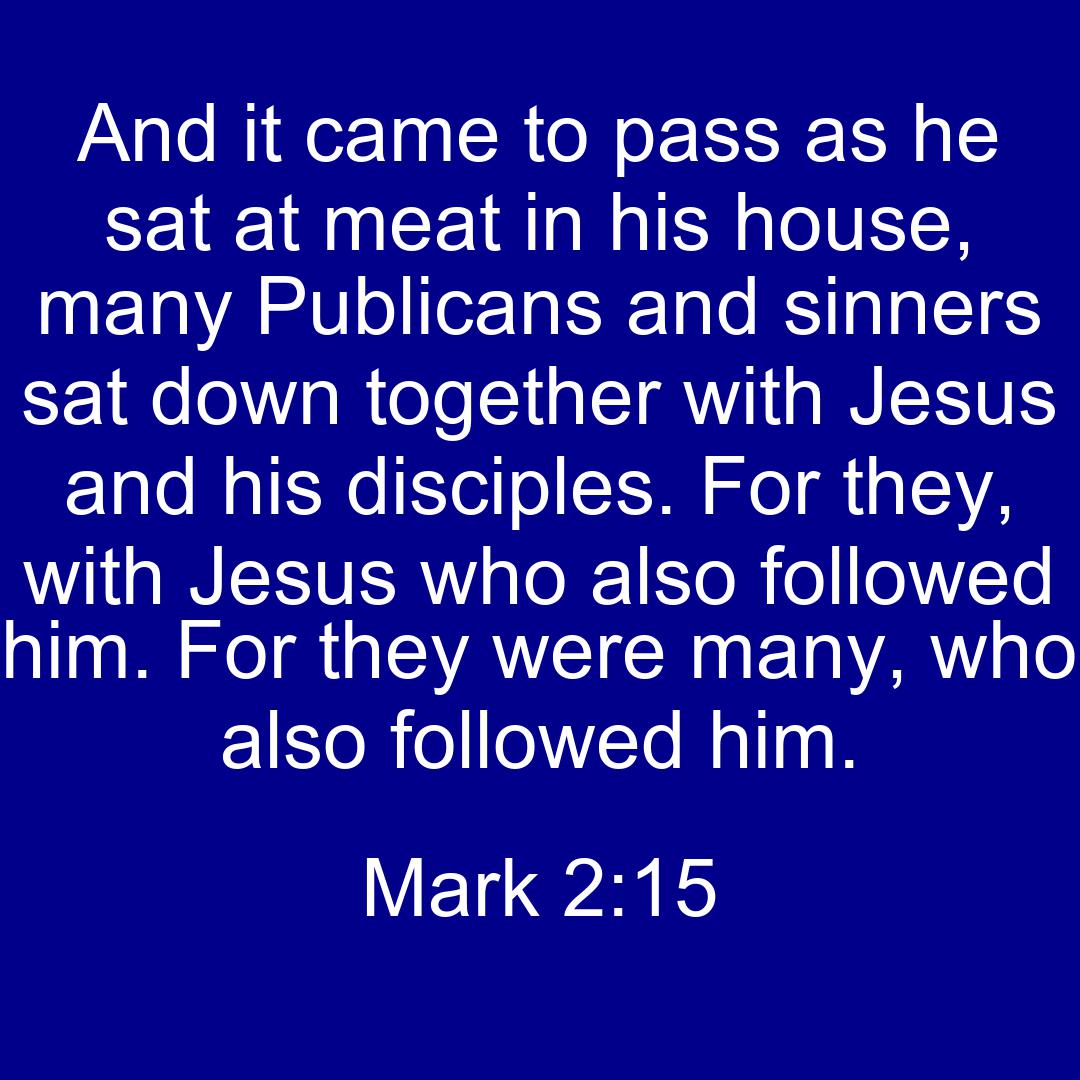 And it came to pass as he
sat at meat in his house,
many Publicans and sinners
sat down together with Jesus
and his disciples. For they,
with Jesus who also followed
him. For they were many, who
also followed him.
Mark 2:15